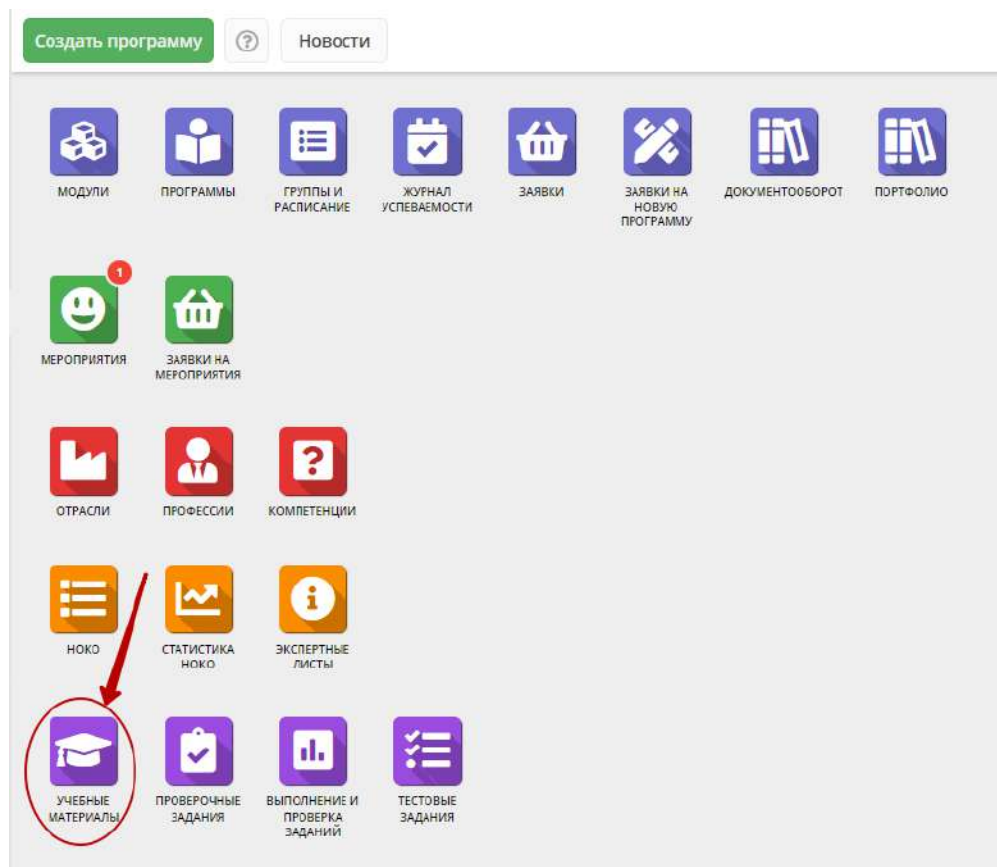 Создать программу
?
Новости
МОДУЛИ
ПРОГРАММЫ
ГРУППЫ И
РАСПИСАНИЕ
ЖУРНАЛ
УСПЕВАЕМОСТИ
ЗАЯВКИ
ЗАЯВКИ НА
НОВУЮ
ПРОГРАММУ
ДОКУМЕНТООБОРОТ
ПОРТФОЛИО
1
МЕРОПРИЯТИЯ
ЗАЯВКИ НА
МЕРОПРИЯТИЯ
?
ОТРАСЛИ
ПРОФЕССИИ
КОМПЕТЕНЦИИ
i
НОКО
СТАТИСТИКА
НОКО
ЭКСПЕРТНЫЕ
ЛИСТЫ
УЧЕБНЫЕ
МАТЕРИАЛЫ
ПРОВЕРОЧНЫЕ
ЗАДАНИЯ
ВЫПОЛНЕНИЕ И
ПРОВЕРКА
ЗАДАНИЙ
ТЕСТОВЫЕ
ЗАДАНИЯ